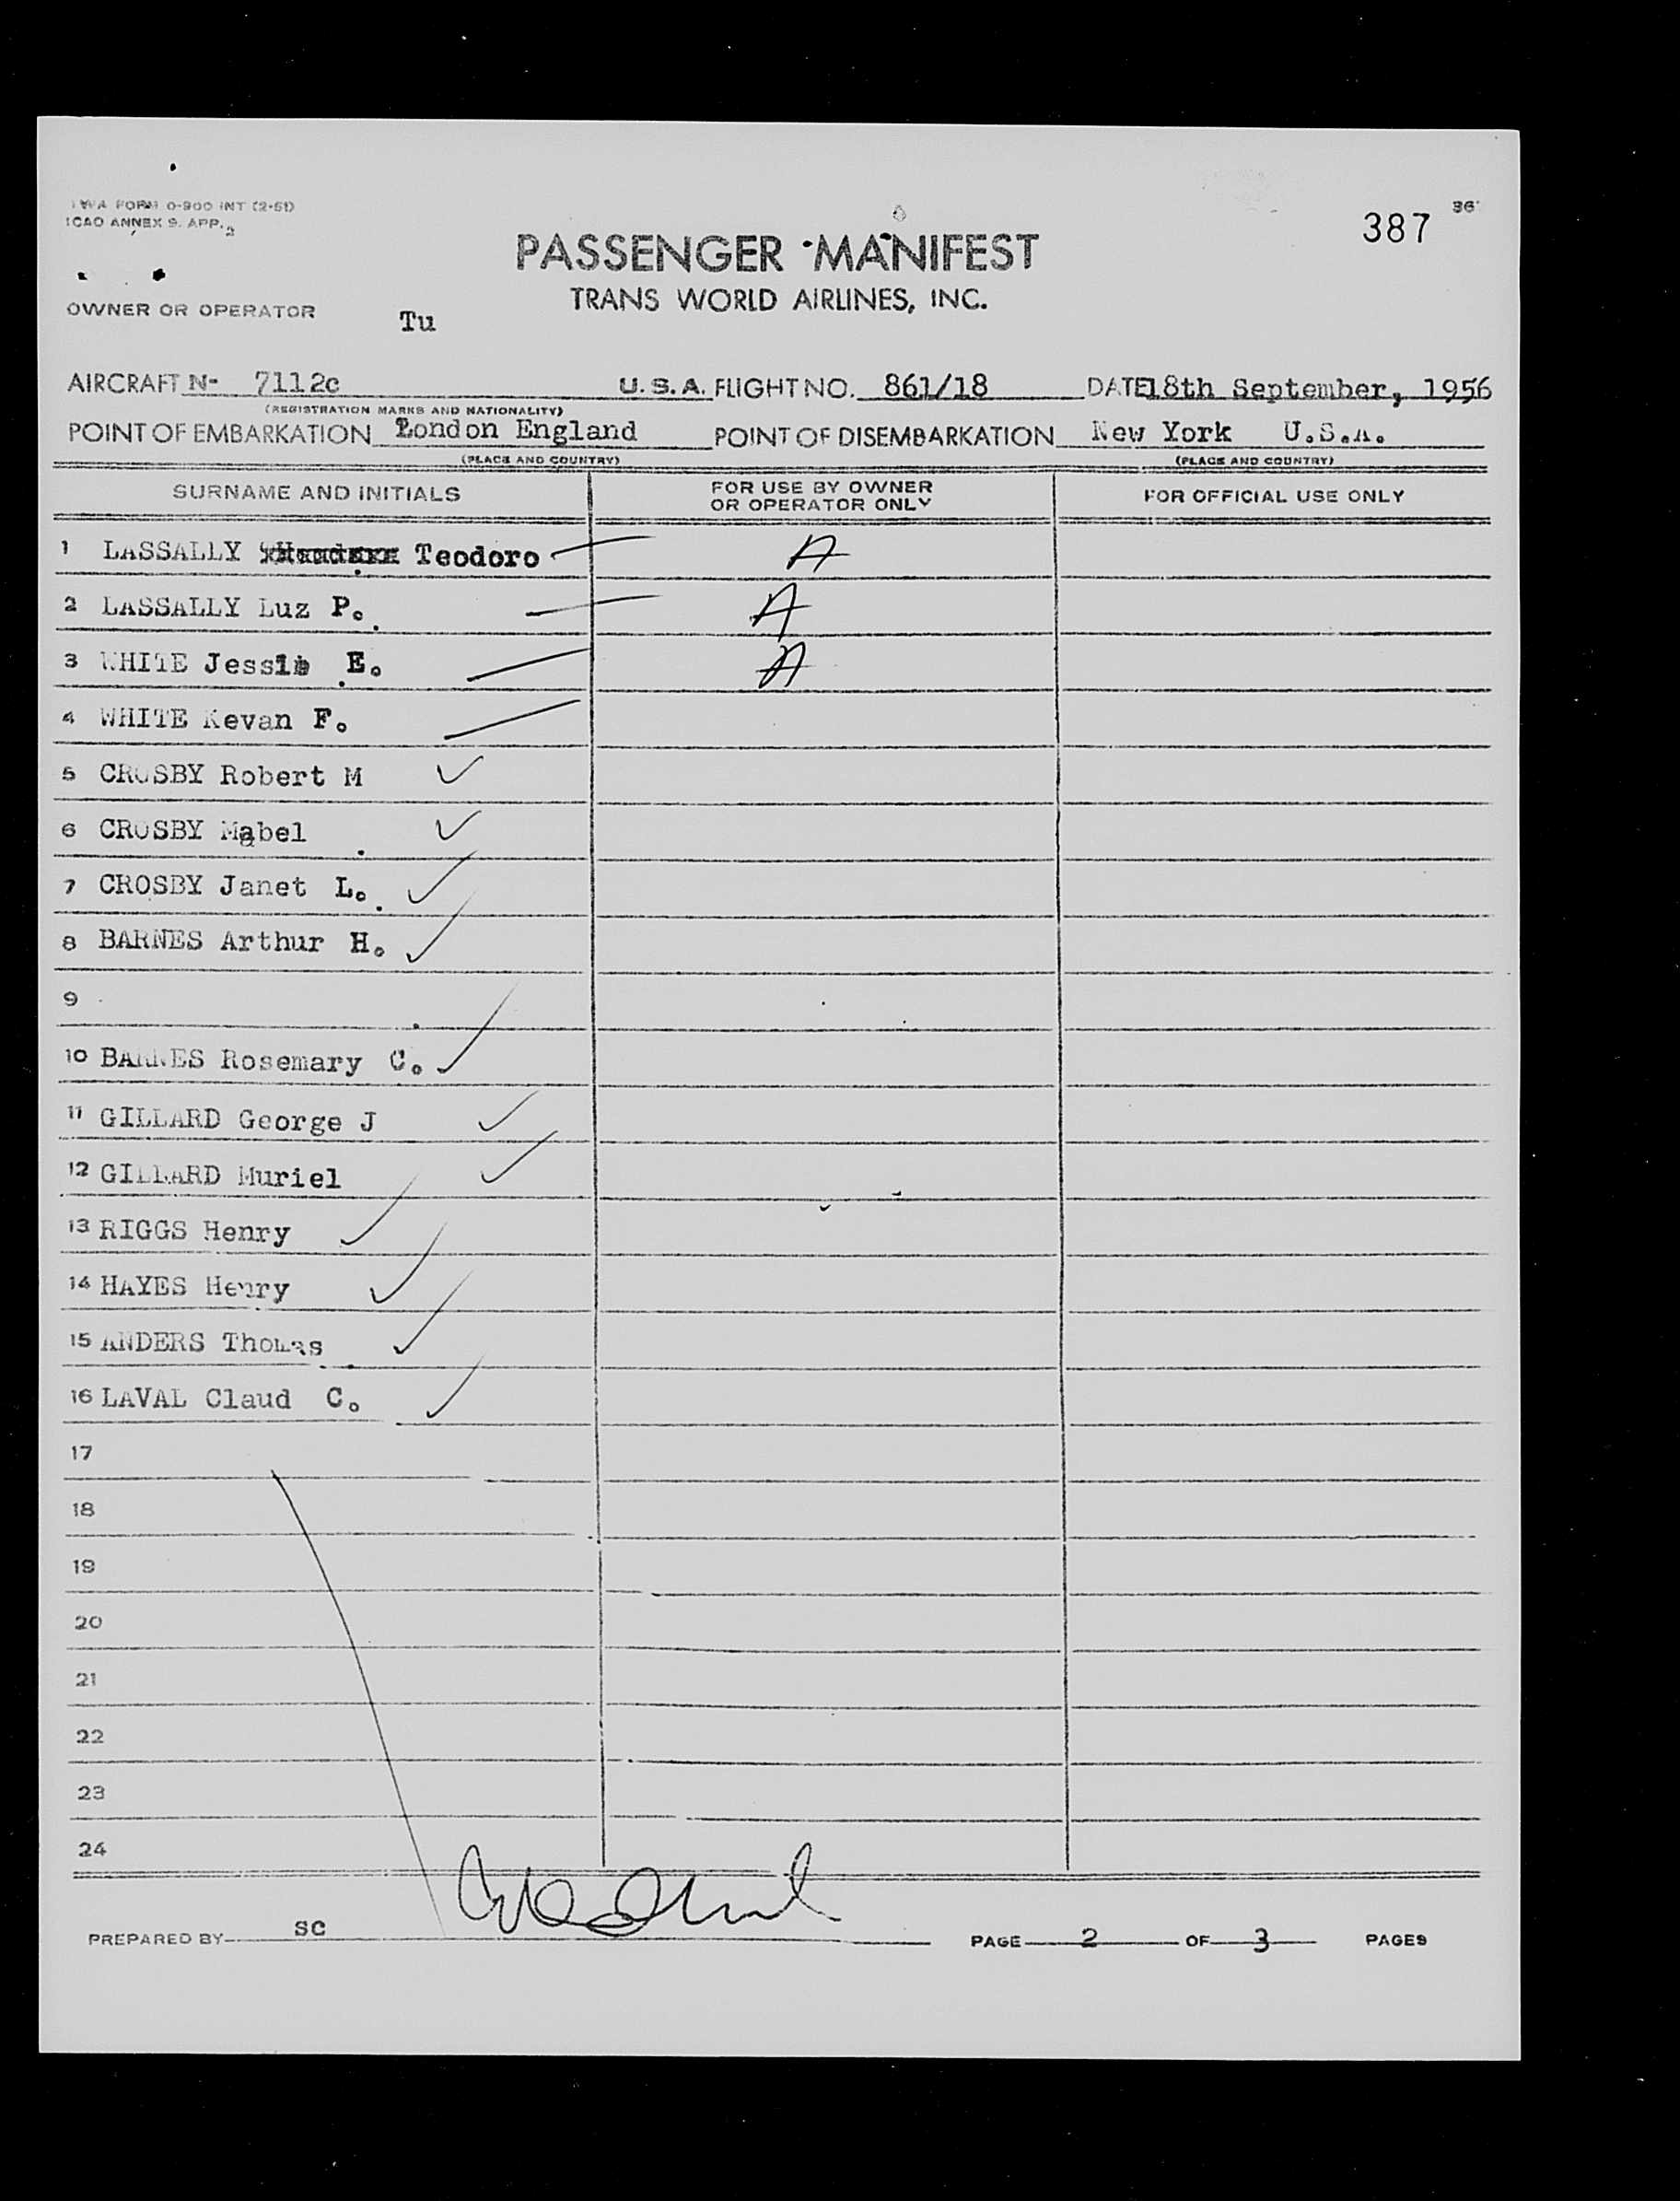 TWA FORM O-900 INT (2-51)
ICAO ANNEX 9. APP. 2
387
36
PASSENGER MANIFEST
TRANS WORLD AIRLINES, INC.
OWNER OR OPERATOR Tu
AIRCRAFT N- 7112c U.S.A. FLIGHT NO. 861/18 DATE 18th September, 1956
(REGISTRATION MARKS AND NATIONALITY)
POINT OF EMBARKATION London England POINT OF DISEMBARKATION New York U.S.A.
(PLACE AND COUNTRY) (PLACE AND COUNTRY)
SURNAME AND INITIALS FOR USE BY OWNER OR OPERATOR ONLY FOR OFFICIAL USE ONLY
1 LASSALLY Teodoro A
2 LASSALLY Luz P. A
3 WHITE Jessie E. A
4 WHITE Kevan F.
5 CROSBY Robert M
6 CROSBY Mabel
7 CROSBY Janet L.
8 BARNES Arthur H.
9
10 BARNES Rosemary C.
11 GILLARD George J
12 GILLARD Muriel
13 RIGGS Henry
14 HAYES Henry
15 ANDERS Thomas
16 LAVAL Claud C.
17
18
19
20
21
22
23
24
PREPARED BY SC PAGE 2 OF 3 PAGES